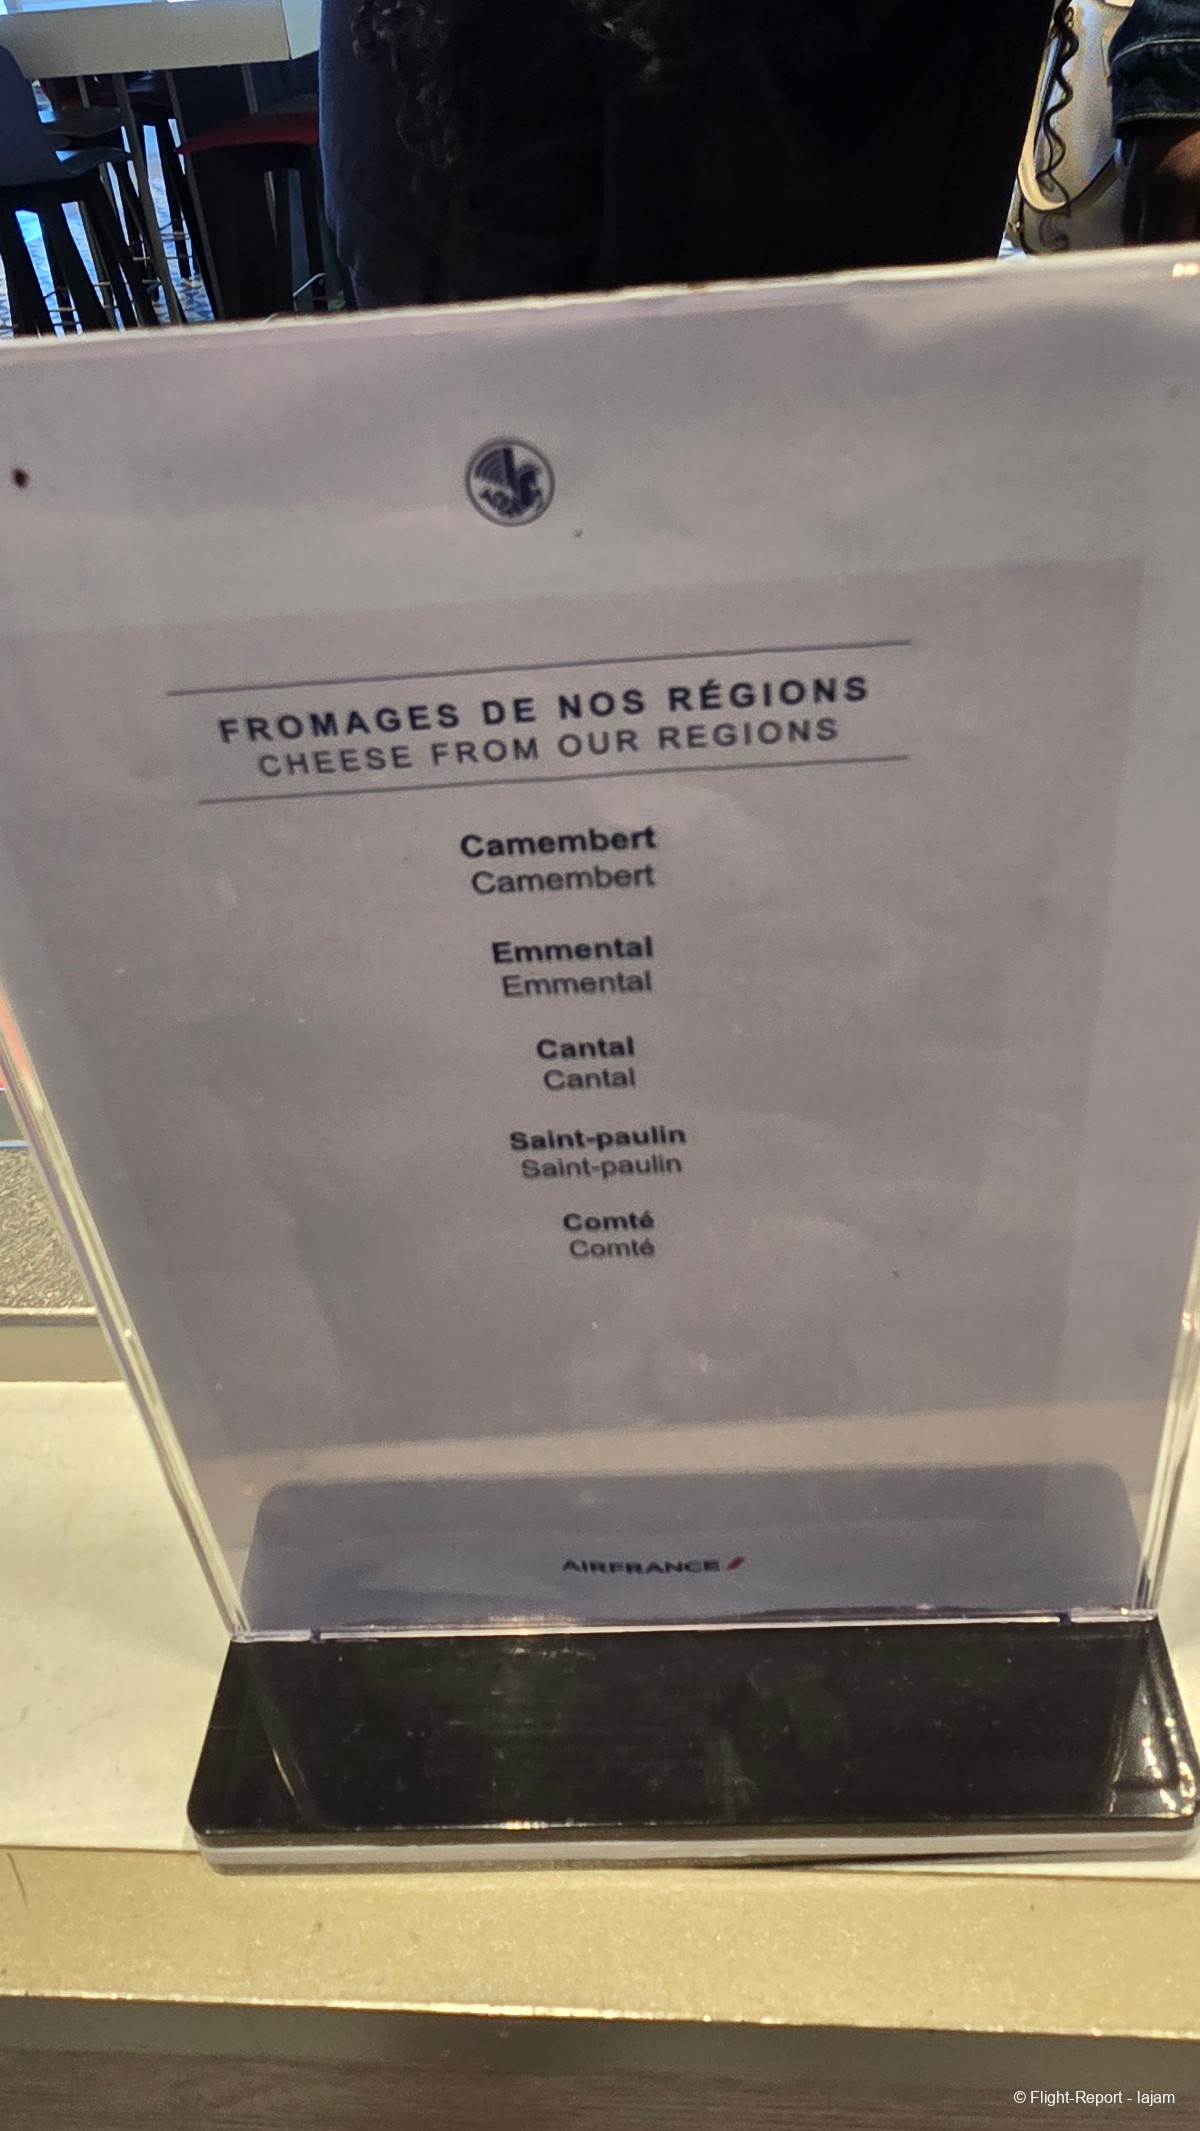 FROMAGES DE NOS RÉGIONS
CHEESE FROM OUR REGIONS
Camembert
Camembert
Emmental
Emmental
Cantal
Cantal
Saint-paulin
Saint-paulin
Comté
Comté
AIRFRANCE
© Flight-Report - lajam